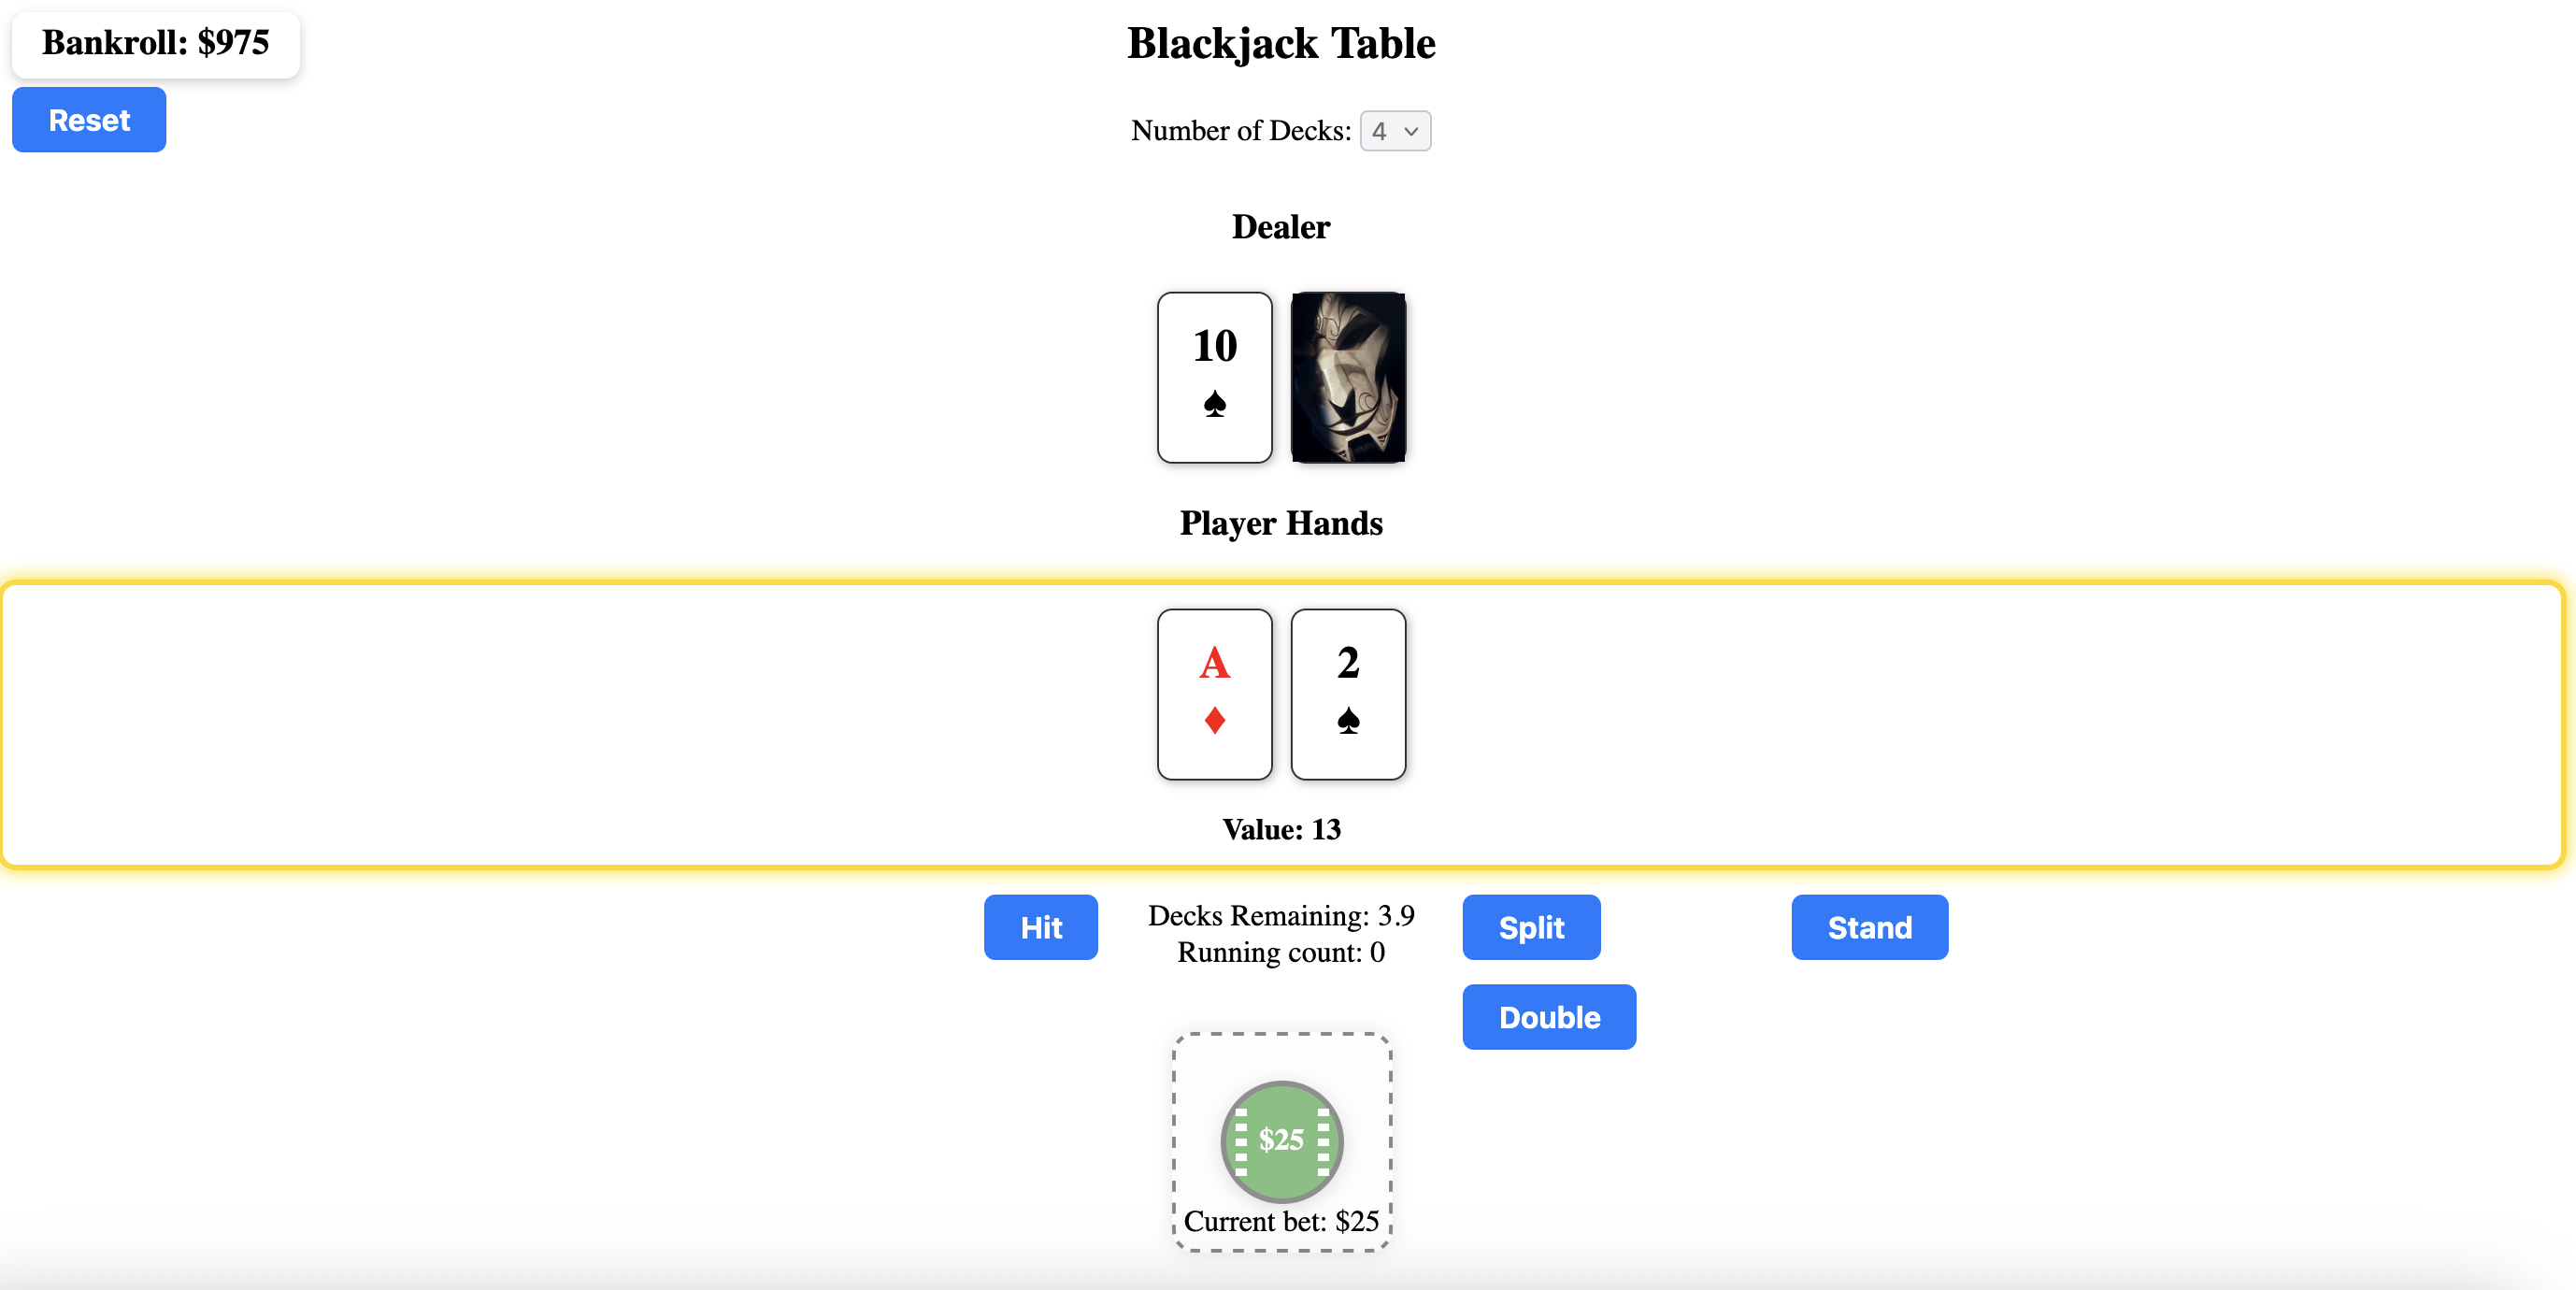 Bankroll: $975
Reset
Blackjack Table
Number of Decks: 4
Dealer
10
♠
Player Hands
A
♦
2
♠
Value: 13
Hit
Decks Remaining: 3.9
Running count: 0
Split
Stand
Double
$25
Current bet: $25